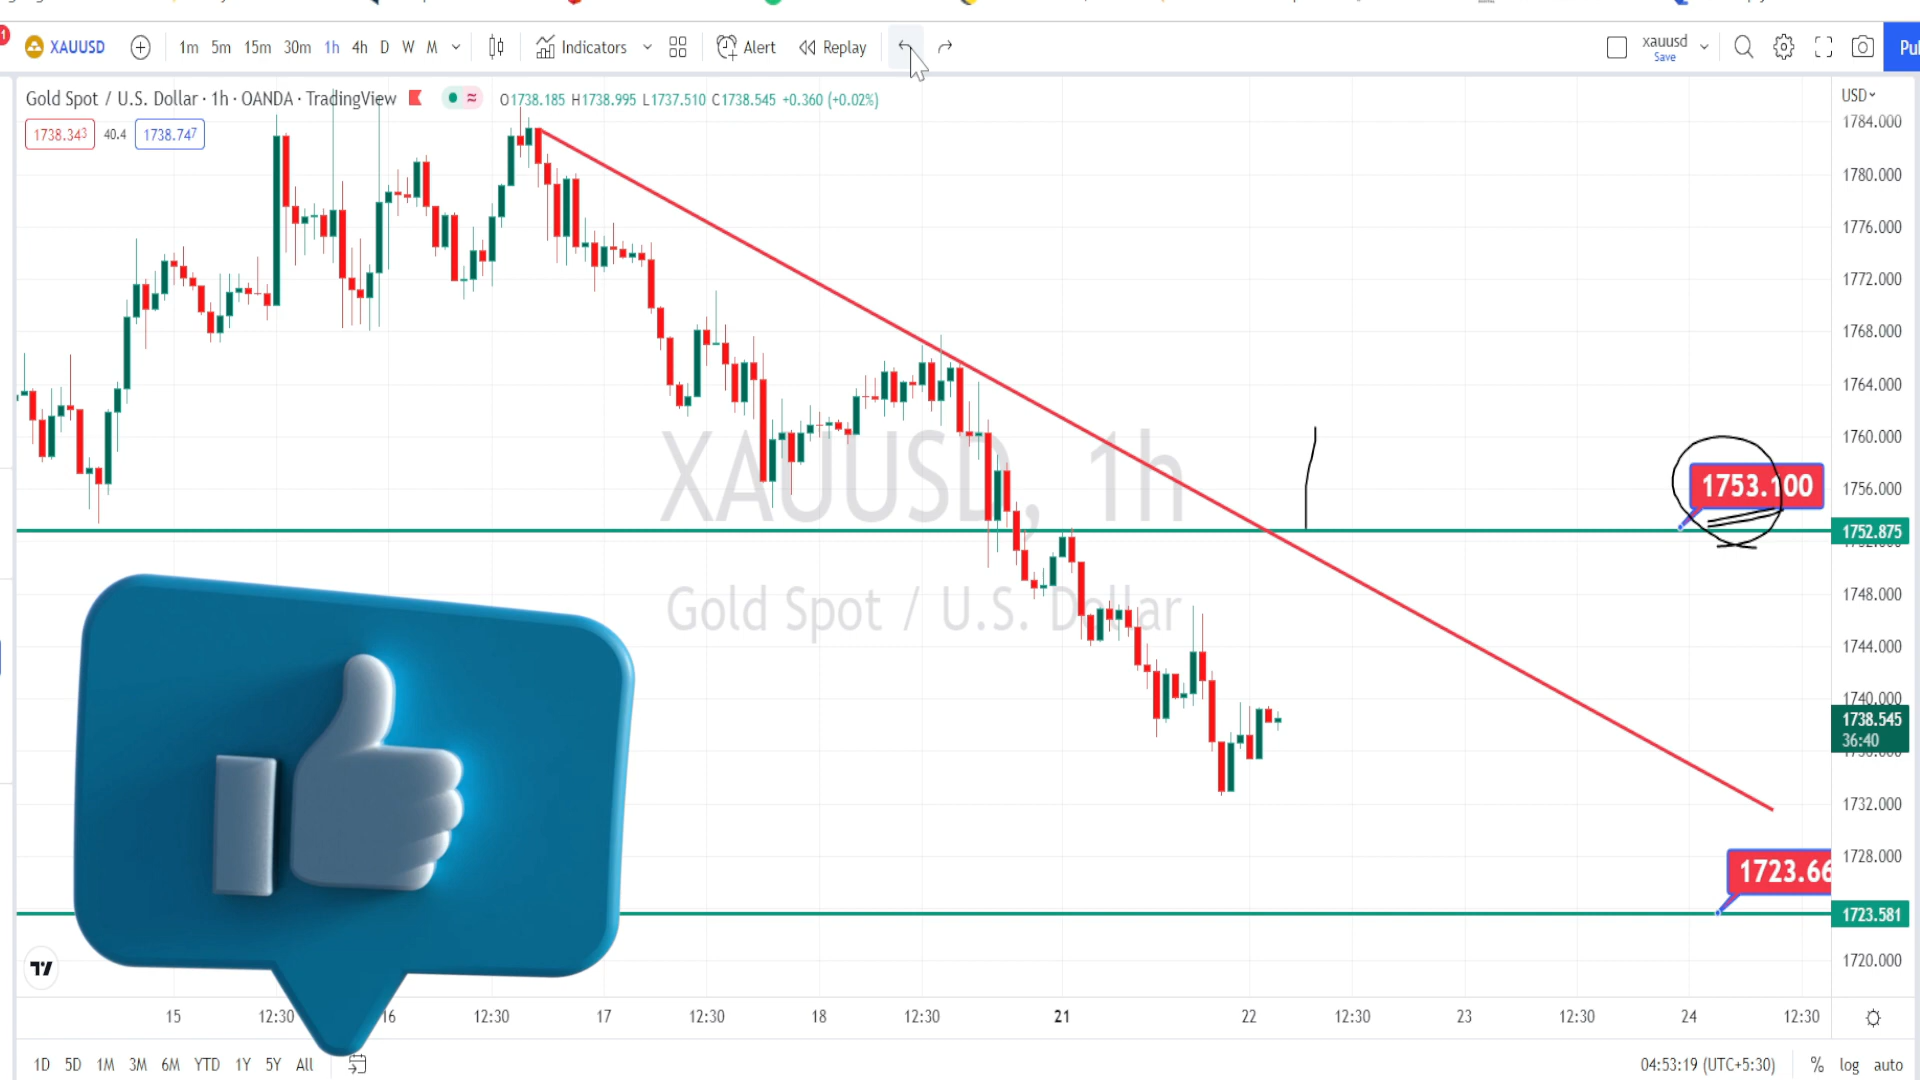 XAUUSD 1m 5m 15m 30m 1h 4h D W M Indicators Alert Replay xauusd Save Pu
Gold Spot / U.S. Dollar · 1h · OANDA · TradingView O1738.185 H1738.995 L1737.510 C1738.545 +0.360 (+0.02%) USD
1738.343 40.4 1738.747
1784.000
1780.000
1776.000
1772.000
1768.000
1764.000
1760.000
XAUUSD, 1h
1753.100
1756.000
1752.875
Gold Spot / U.S. Dollar
1748.000
1744.000
1740.000
1738.545
36:40
1732.000
1728.000
1723.66
1723.581
1720.000
15 12:30 16 12:30 17 12:30 18 12:30 21 22 12:30 23 12:30 24 12:30
1D 5D 1M 3M 6M YTD 1Y 5Y All 04:53:19 (UTC+5:30) % log auto